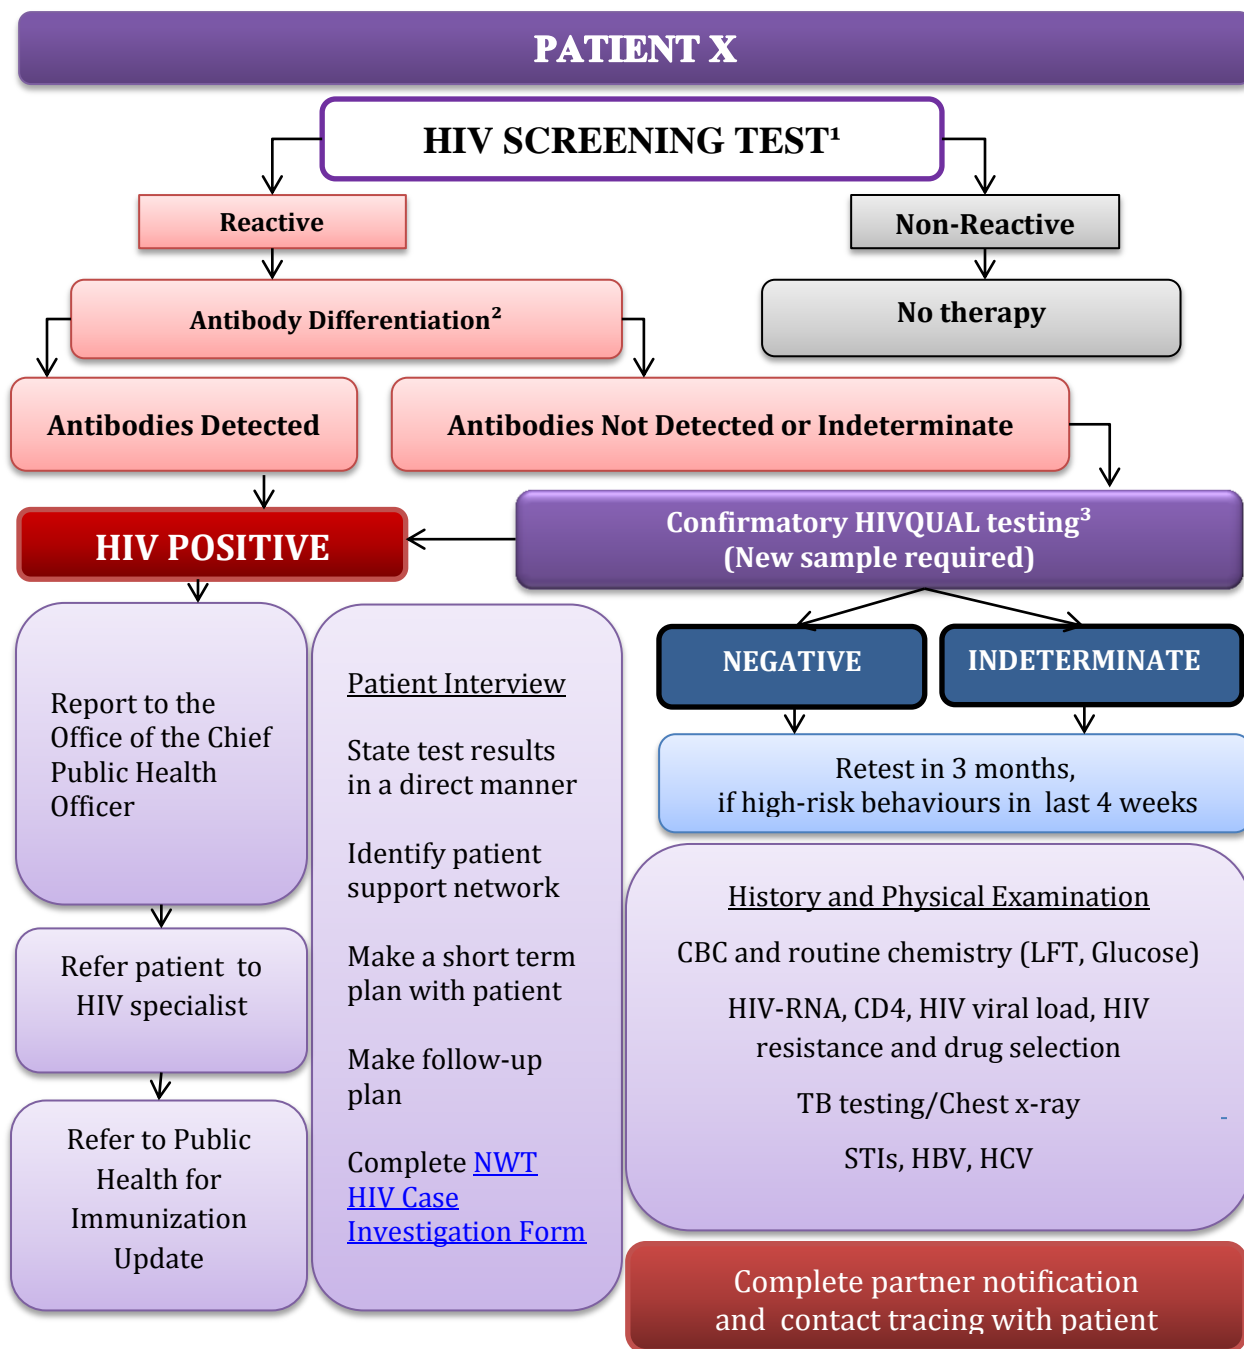 PATIENT X
HIV SCREENING TEST¹
Reactive
Non-Reactive
Antibody Differentiation²
No therapy
Antibodies Detected
Antibodies Not Detected or Indeterminate
HIV POSITIVE
Confirmatory HIVQUAL testing³
(New sample required)
NEGATIVE
INDETERMINATE
Retest in 3 months,
if high-risk behaviours in last 4 weeks
Report to the
Office of the Chief
Public Health
Officer
Refer patient to
HIV specialist
Refer to Public
Health for
Immunization
Update
Patient Interview
State test results
in a direct manner
Identify patient
support network
Make a short term
plan with patient
Make follow-up
plan
Complete NWT
HIV Case
Investigation Form
History and Physical Examination
CBC and routine chemistry (LFT, Glucose)
HIV-RNA, CD4, HIV viral load, HIV
resistance and drug selection
TB testing/Chest x-ray
STIs, HBV, HCV
Complete partner notification
and contact tracing with patient